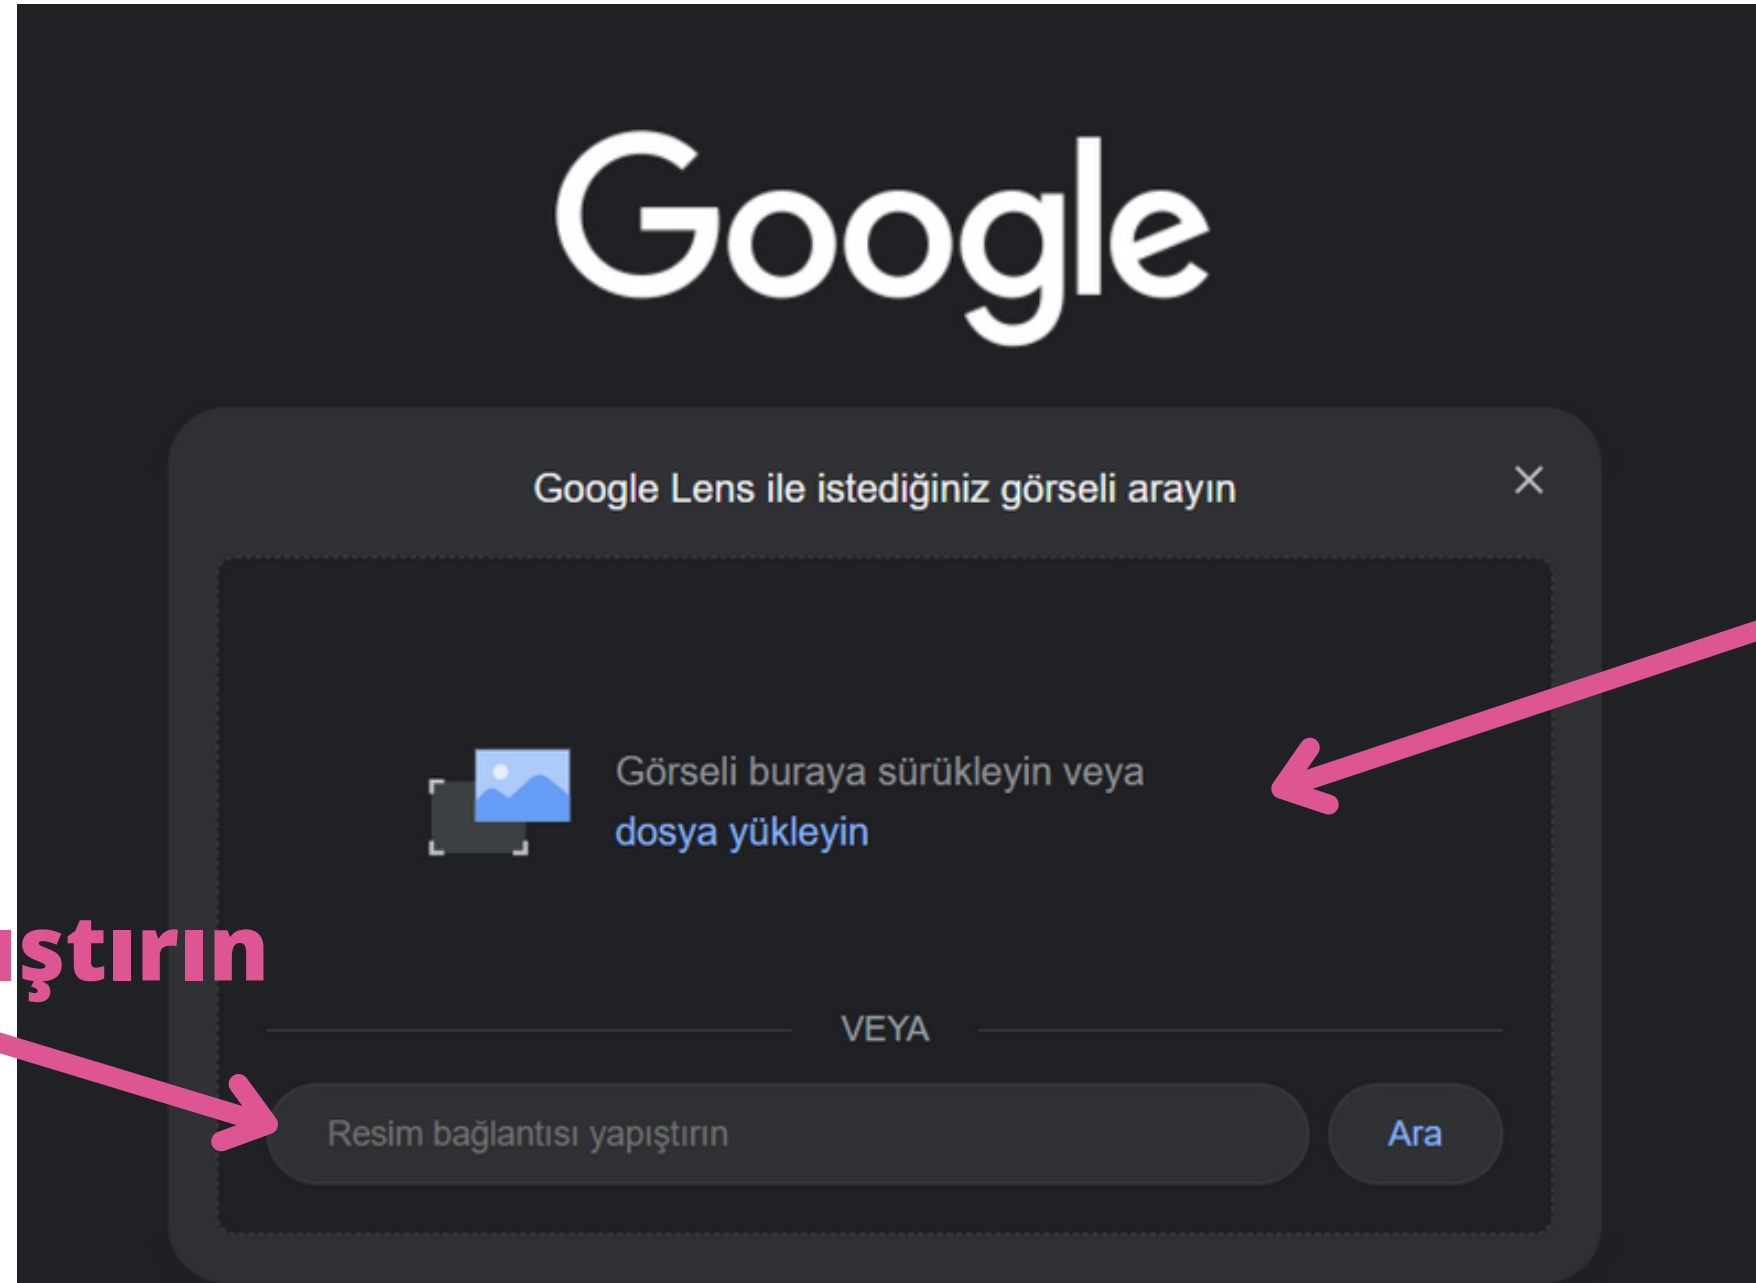 Google
Google Lens ile istediğiniz görseli arayın
Görseli buraya sürükleyin veya
dosya yükleyin
ıştırın
VEYA
Resim bağlantısı yapıştırın
Ara